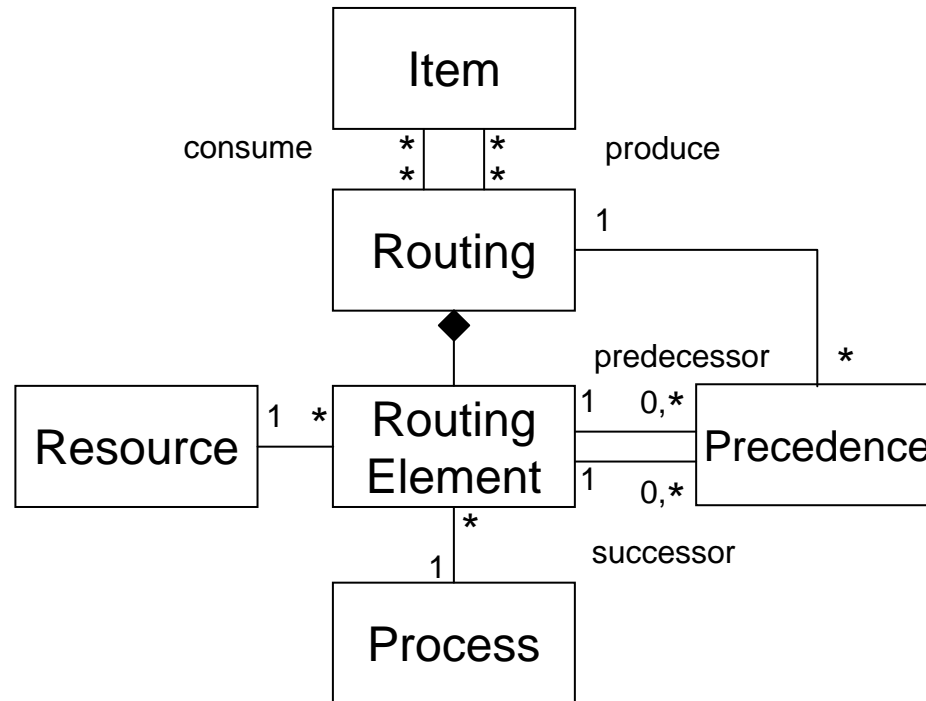 Item
consume
*
*
*
*
produce
Routing
1
*
predecessor
Resource
1
*
Routing
Element
1
0,*
1
0,*
Precedence
successor
*
1
Process